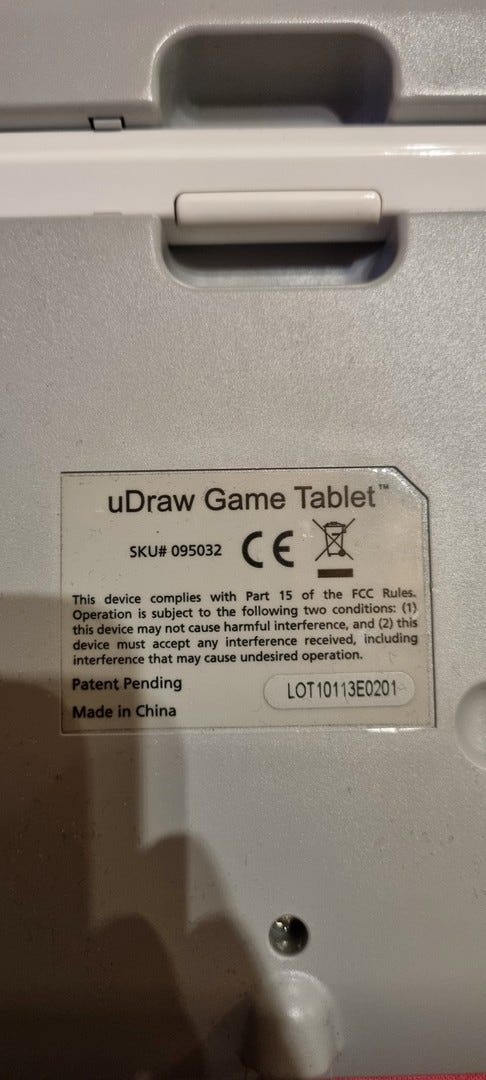 uDraw Game Tablet™
SKU# 095032 CE
This device complies with Part 15 of the FCC Rules.
Operation is subject to the following two conditions: (1)
this device may not cause harmful interference, and (2) this
device must accept any interference received, including
interference that may cause undesired operation.
Patent Pending
LOT10113E0201
Made in China